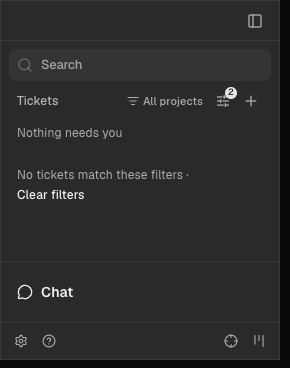 Search
Tickets All projects 2
Nothing needs you
No tickets match these filters ·
Clear filters
Chat